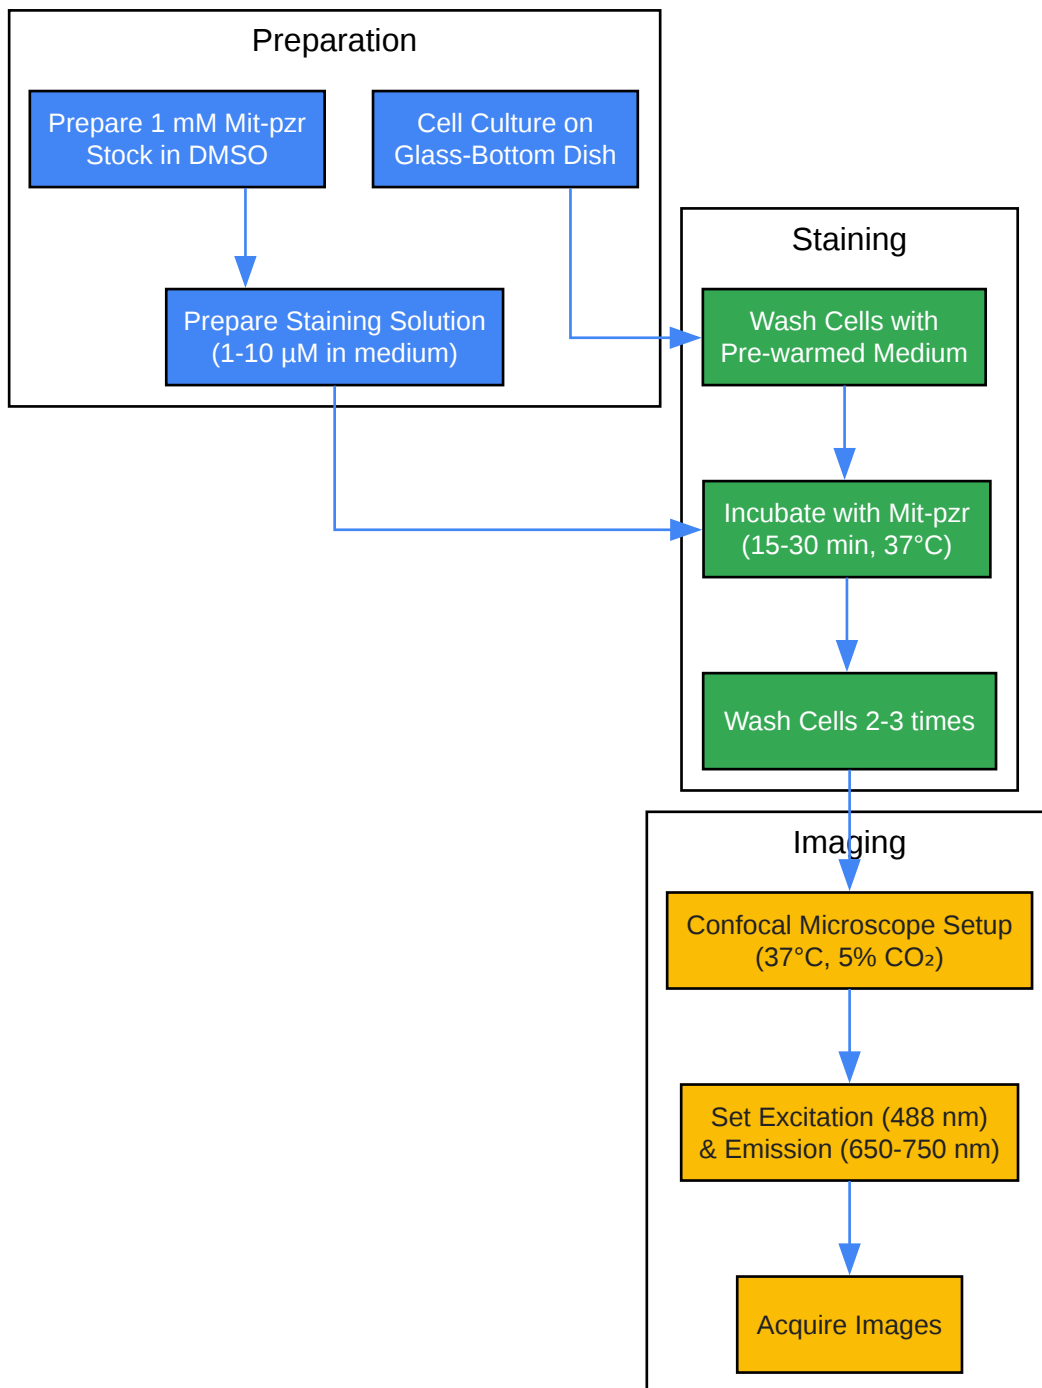 Preparation
Prepare 1 mM Mit-pzr
Stock in DMSO
Cell Culture on
Glass-Bottom Dish
Prepare Staining Solution
(1-10 µM in medium)
Staining
Wash Cells with
Pre-warmed Medium
Incubate with Mit-pzr
(15-30 min, 37°C)
Wash Cells 2-3 times
Imaging
Confocal Microscope Setup
(37°C, 5% CO₂)
Set Excitation (488 nm)
& Emission (650-750 nm)
Acquire Images